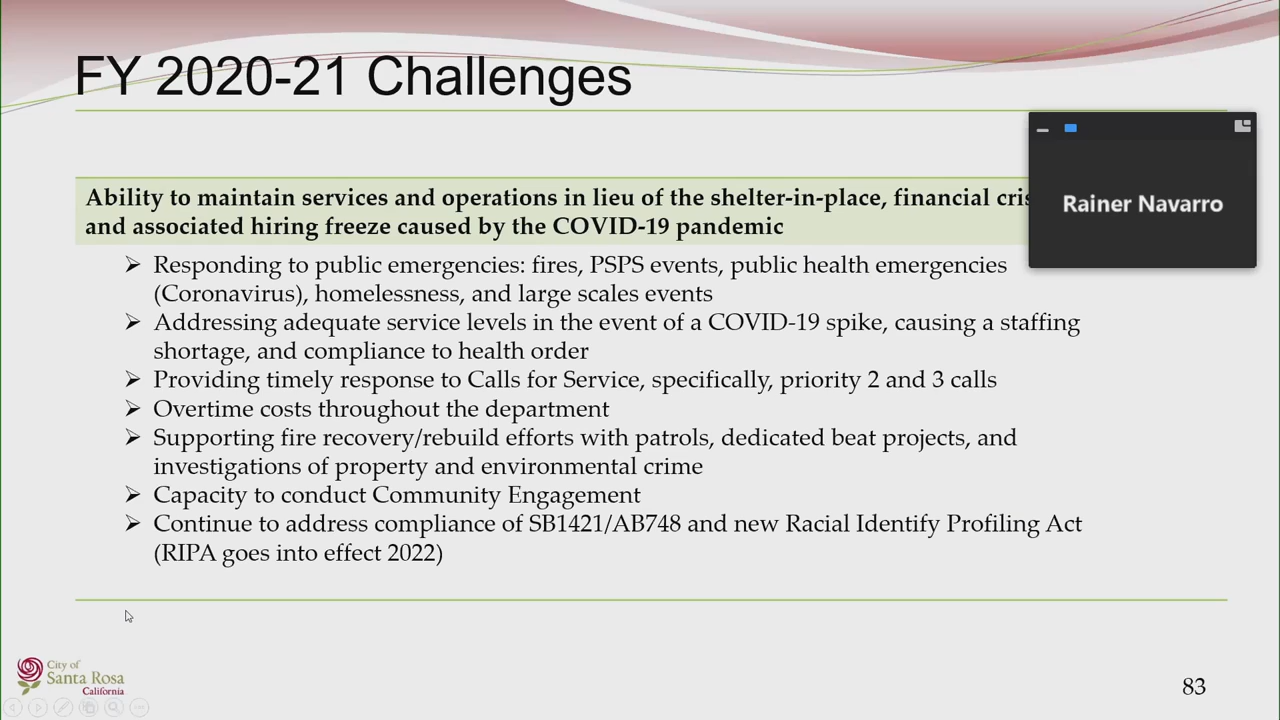 FY 2020-21 Challenges
Ability to maintain services and operations in lieu of the shelter-in-place, financial
and associated hiring freeze caused by the COVID-19 pandemic
Rainer Navarro
➢ Responding to public emergencies: fires, PSPS events, public health emergencies
(Coronavirus), homelessness, and large scales events
➢ Addressing adequate service levels in the event of a COVID-19 spike, causing a staffing
shortage, and compliance to health order
➢ Providing timely response to Calls for Service, specifically, priority 2 and 3 calls
➢ Overtime costs throughout the department
➢ Supporting fire recovery/rebuild efforts with patrols, dedicated beat projects, and
investigations of property and environmental crime
➢ Capacity to conduct Community Engagement
➢ Continue to address compliance of SB1421/AB748 and new Racial Identify Profiling Act
(RIPA goes into effect 2022)
City of
Santa Rosa
California
83